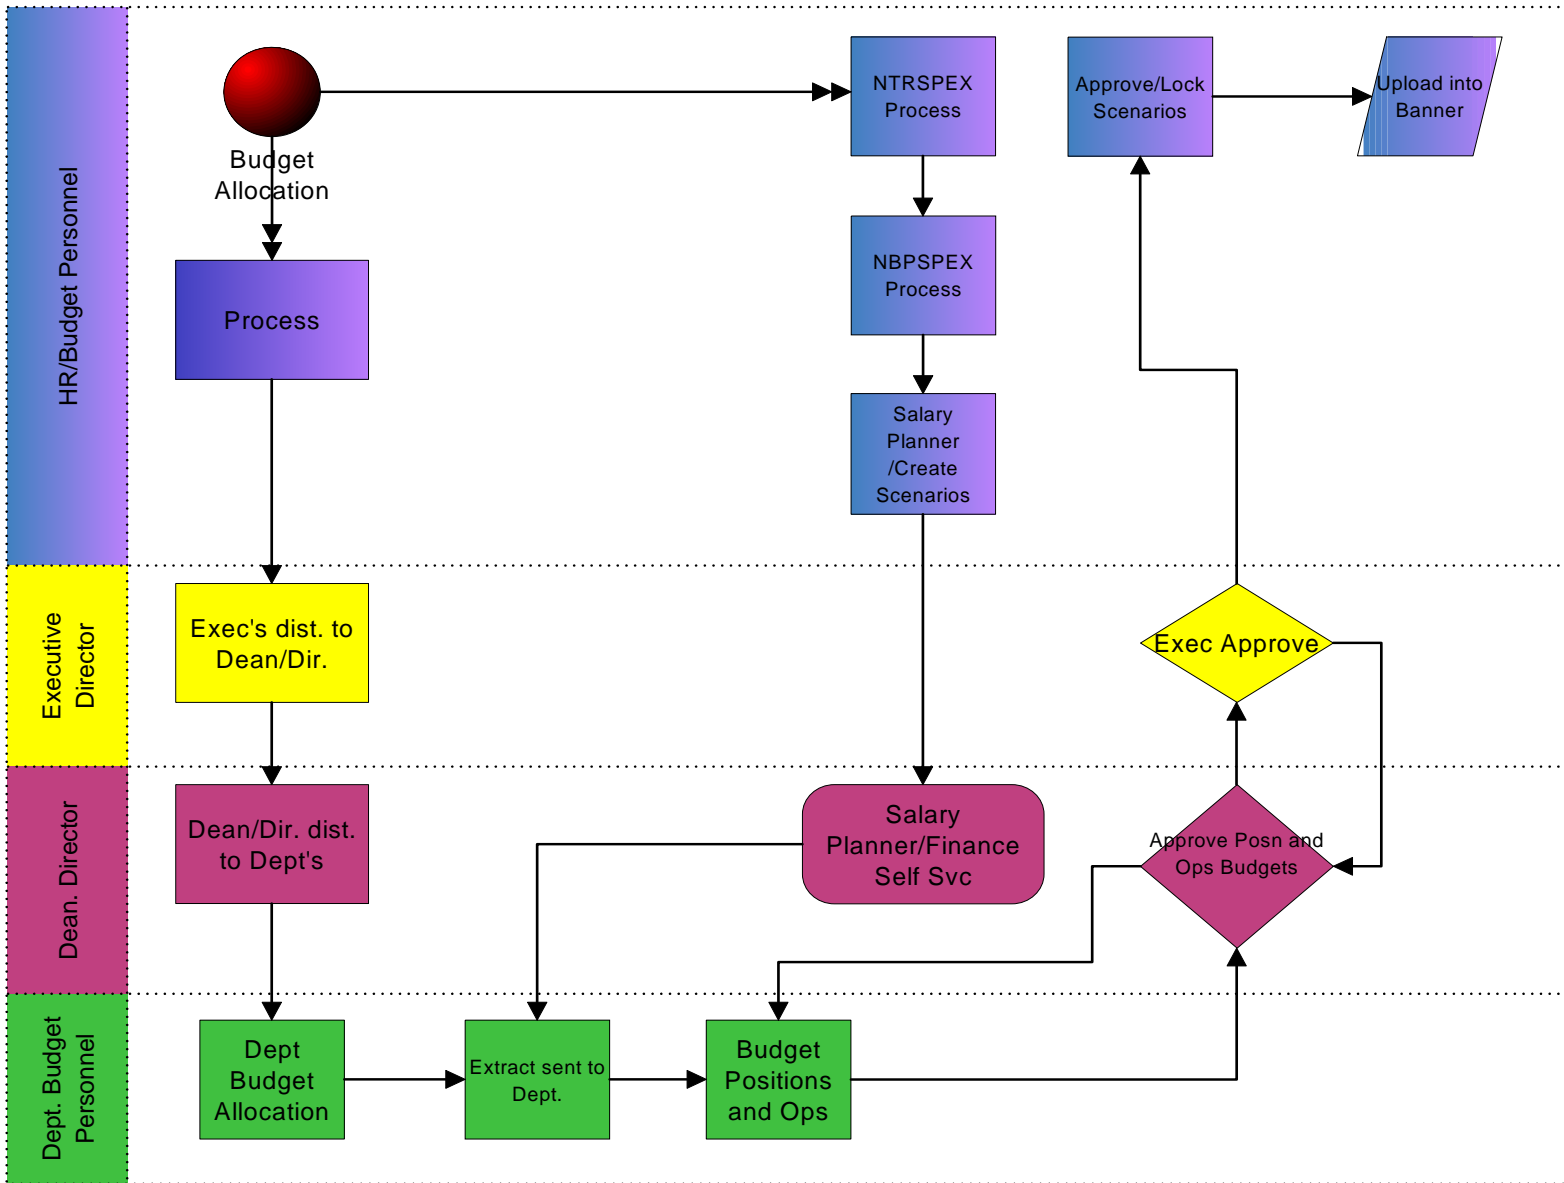 HR/Budget Personnel
Budget
Allocation
Process
NTRSPEX
Process
NBPSPEX
Process
Salary
Planner
/Create
Scenarios
Approve/Lock
Scenarios
Upload into
Banner
Executive
Director
Exec's dist. to
Dean/Dir.
Exec Approve
Dean. Director
Dean/Dir. dist.
to Dept's
Salary
Planner/Finance
Self Svc
Approve Posn and
Ops Budgets
Dept. Budget
Personnel
Dept
Budget
Allocation
Extract sent to
Dept.
Budget
Positions
and Ops